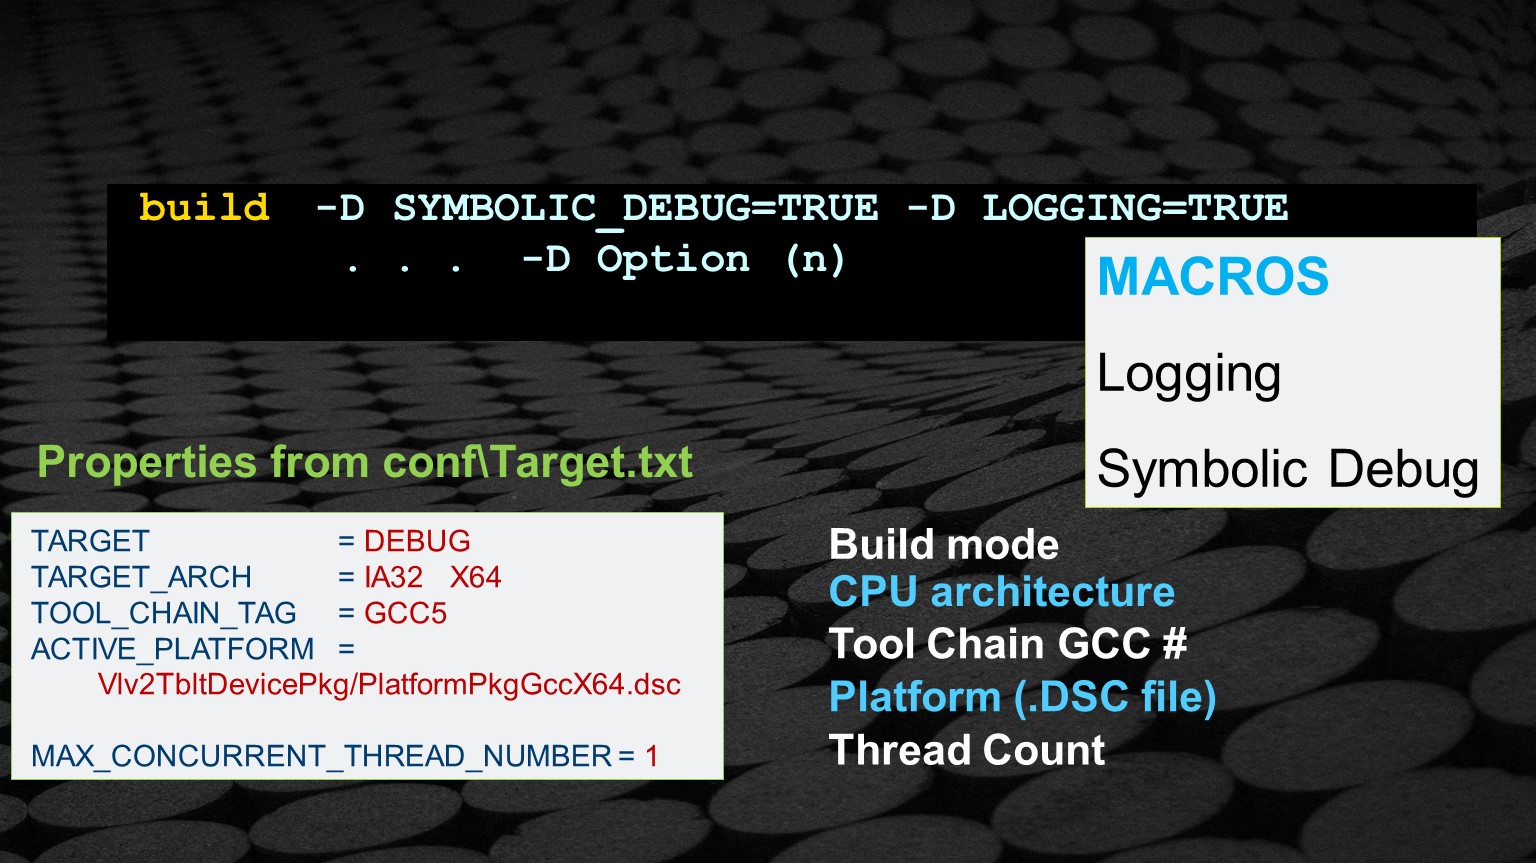 build -D SYMBOLIC_DEBUG=TRUE -D LOGGING=TRUE
. . . -D Option (n)
MACROS
Logging
Symbolic Debug
Properties from conf\Target.txt
TARGET = DEBUG
TARGET_ARCH = IA32 X64
TOOL_CHAIN_TAG = GCC5
ACTIVE_PLATFORM =
Vlv2TbltDevicePkg/PlatformPkgGccX64.dsc
MAX_CONCURRENT_THREAD_NUMBER = 1
Build mode
CPU architecture
Tool Chain GCC #
Platform (.DSC file)
Thread Count